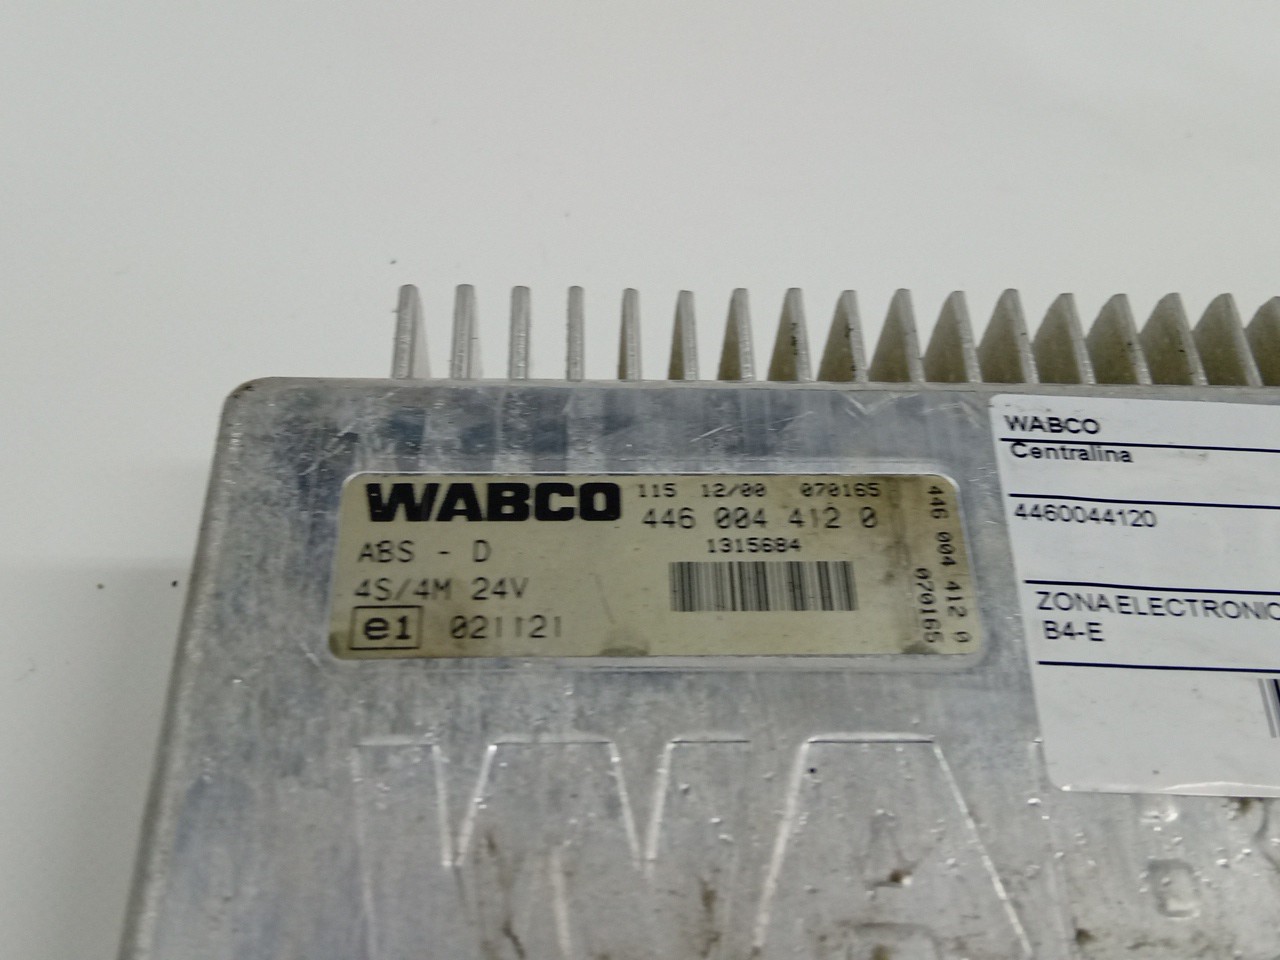 WABCO
115 12/00 070165
446 004 412 0
1315684
ABS - D
4S/4M 24V
e1 021121
446 004 412 0
070165
WABCO
Centralina
4460044120
ZONA ELECTRONIC
B4-E
WA